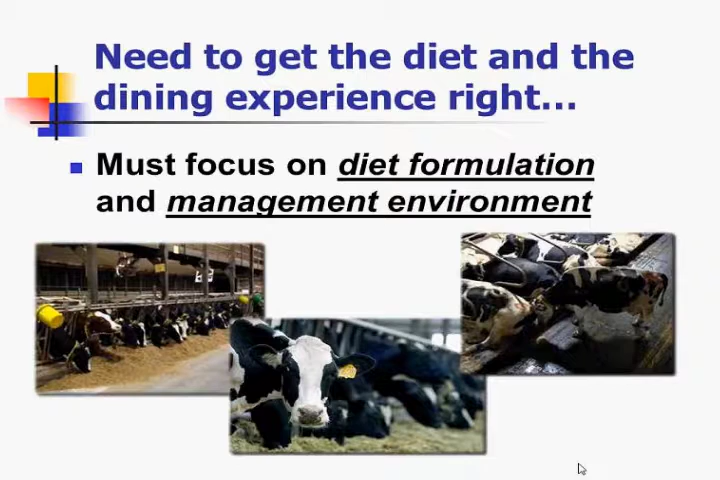 Need to get the diet and the
dining experience right...
Must focus on diet formulation
and management environment